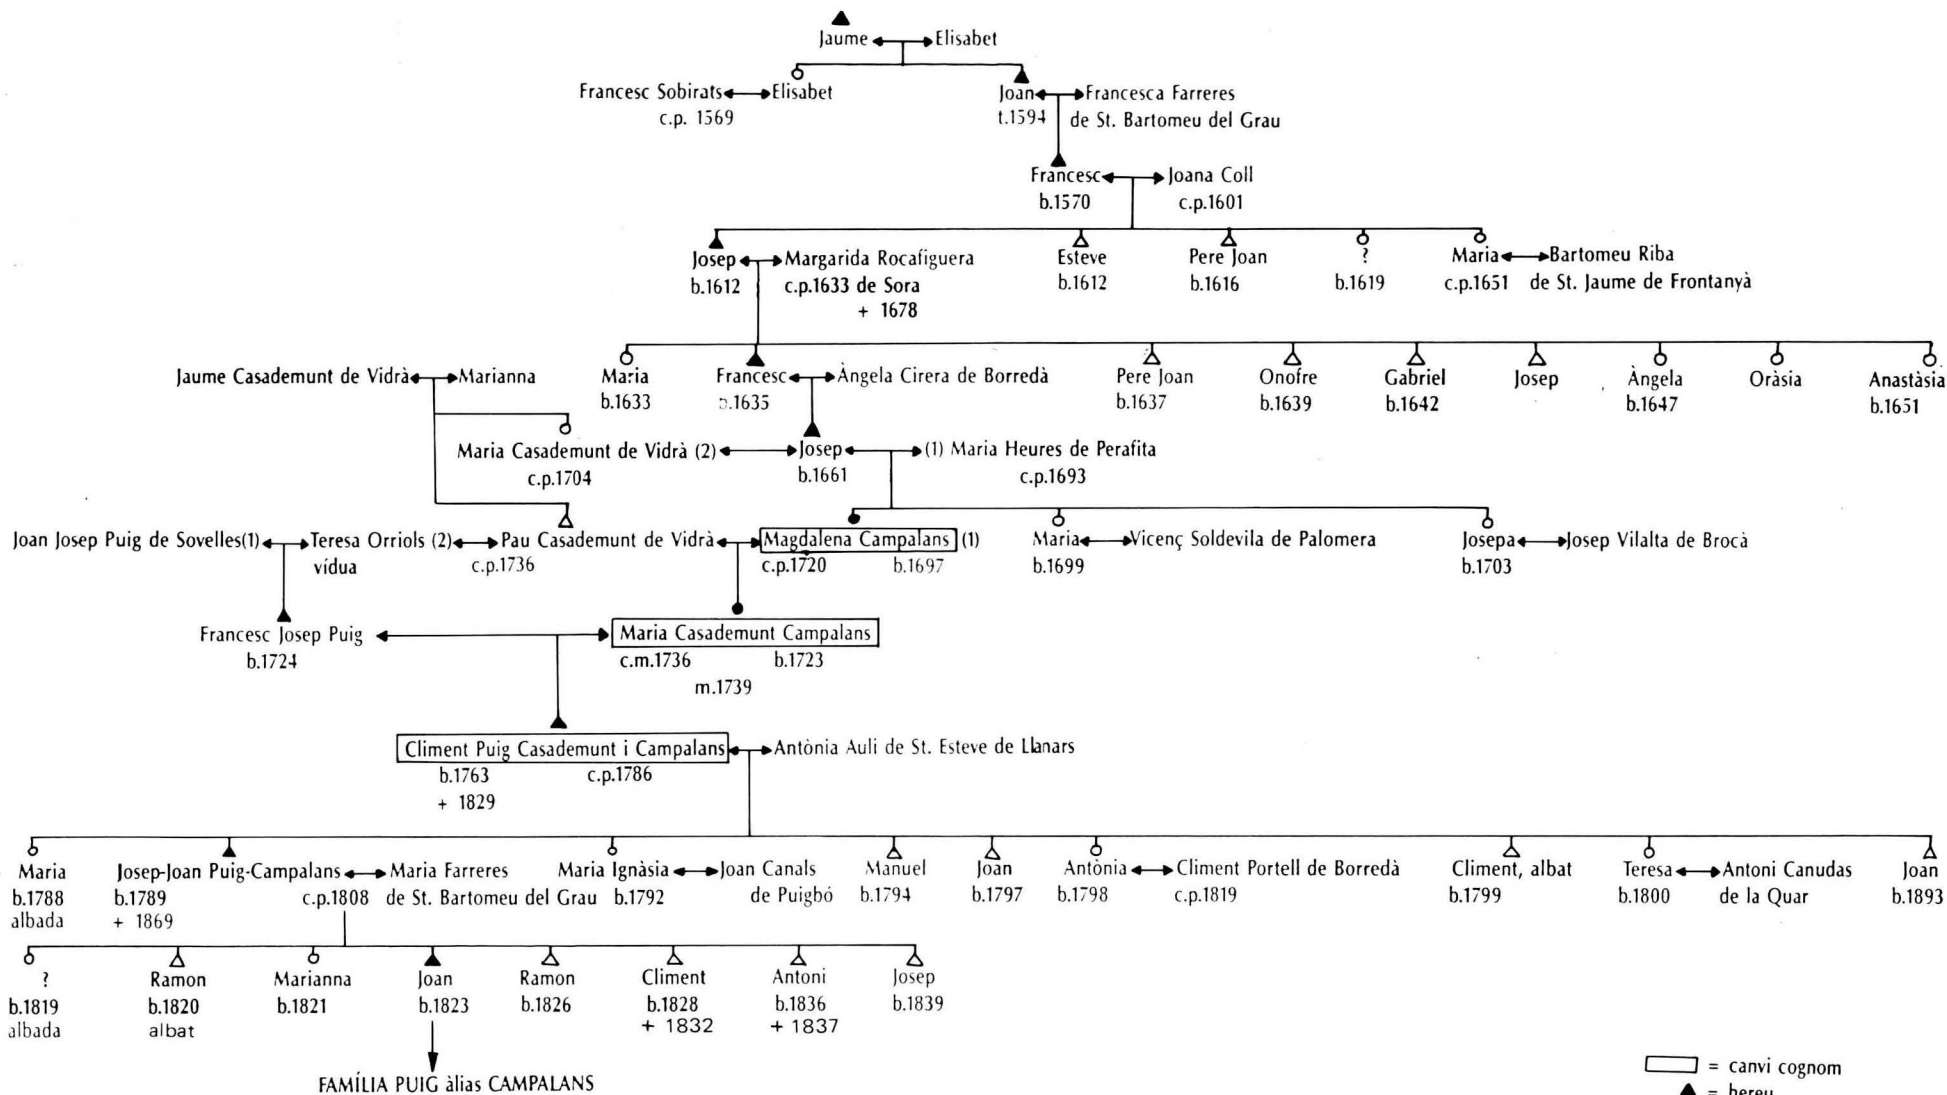 Jaume Elisabet
Francesc Sobirats Elisabet Joan Francesca Farreres
c.p. 1569 t.1594 de St. Bartomeu del Grau
Francesc Joana Coll
b.1570 c.p.1601
Josep Margarida Rocafiguera Esteve Pere Joan ? Maria Bartomeu Riba
b.1612 c.p.1633 de Sora b.1612 b.1616 b.1619 c.p.1651 de St. Jaume de Frontanyà
+ 1678
Jaume Casademunt de Vidrà Marianna Maria Francesc Àngela Cirera de Borredà Pere Joan Onofre Gabriel Josep Àngela Oràsia Anastàsia
b.1633 b.1635 b.1637 b.1639 b.1642 b.1647 b.1651
Maria Casademunt de Vidrà (2) Josep (1) Maria Heures de Perafita
c.p.1704 b.1661 c.p.1693
Joan Josep Puig de Sovelles(1) Teresa Orriols (2) Pau Casademunt de Vidrà Magdalena Campalans (1) Maria Vicenç Soldevila de Palomera Josepa Josep Vilalta de Brocà
vídua c.p.1736 c.p.1720 b.1697 b.1699 b.1703
Francesc Josep Puig Maria Casademunt Campalans
b.1724 c.m.1736 b.1723
m.1739
Climent Puig Casademunt i Campalans Antònia Auli de St. Esteve de Llanars
b.1763 c.p.1786
+ 1829
Maria Josep-Joan Puig-Campalans Maria Farreres Maria Ignàsia Joan Canals Manuel Joan Antònia Climent Portell de Borredà Climent, albat Teresa Antoni Canudas Joan
b.1788 b.1789 c.p.1808 de St. Bartomeu del Grau b.1792 de Puigbó b.1794 b.1797 b.1798 c.p.1819 b.1799 b.1800 de la Quar b.1893
albada + 1869
? Ramon Marianna Joan Ramon Climent Antoni Josep
b.1819 b.1820 b.1821 b.1823 b.1826 b.1828 b.1836 b.1839
albada albat + 1832 + 1837
FAMÍLIA PUIG àlias CAMPALANS
= canvi cognom
= hereu